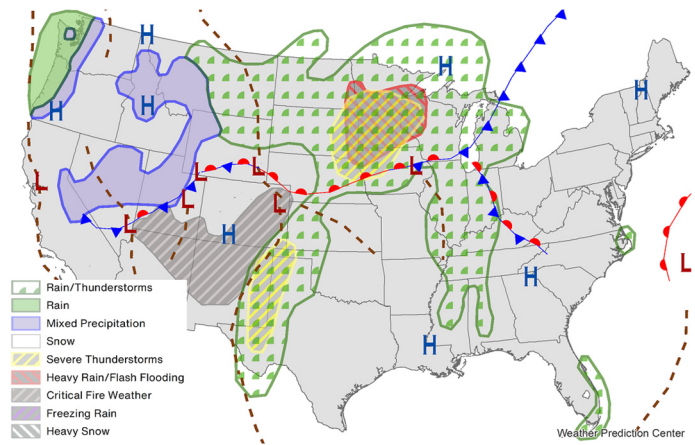 H
H
H
H
H
L
L
L
L
L
L
L
L
H
H
H
L
Rain/Thunderstorms
Rain
Mixed Precipitation
Snow
Severe Thunderstorms
Heavy Rain/Flash Flooding
Critical Fire Weather
Freezing Rain
Heavy Snow
Weather Prediction Center